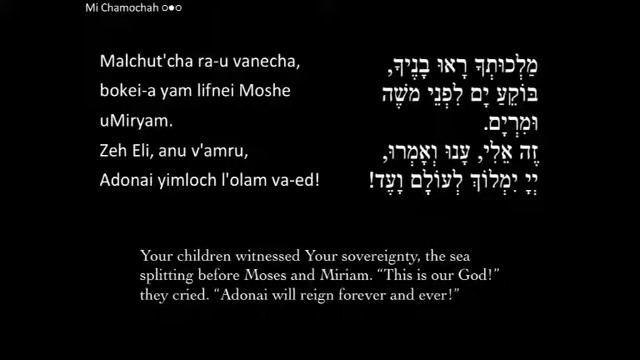 Mi Chamochah ○●○
Malchut'cha ra-u vanecha,
bokei-a yam lifnei Moshe
uMiryam.
Zeh Eli, anu v'amru,
Adonai yimloch l'olam va-ed!
מַלְכוּתְךָ רָאוּ בָנֶיךָ,
בּוֹקֵעַ יָם לִפְנֵי מֹשֶׁה
וּמִרְיָם.
זֶה אֵלִי, עָנוּ וְאָמְרוּ,
יְיָ יִמְלוֹךְ לְעוֹלָם וָעֶד!
Your children witnessed Your sovereignty, the sea
splitting before Moses and Miriam. “This is our God!”
they cried. “Adonai will reign forever and ever!”